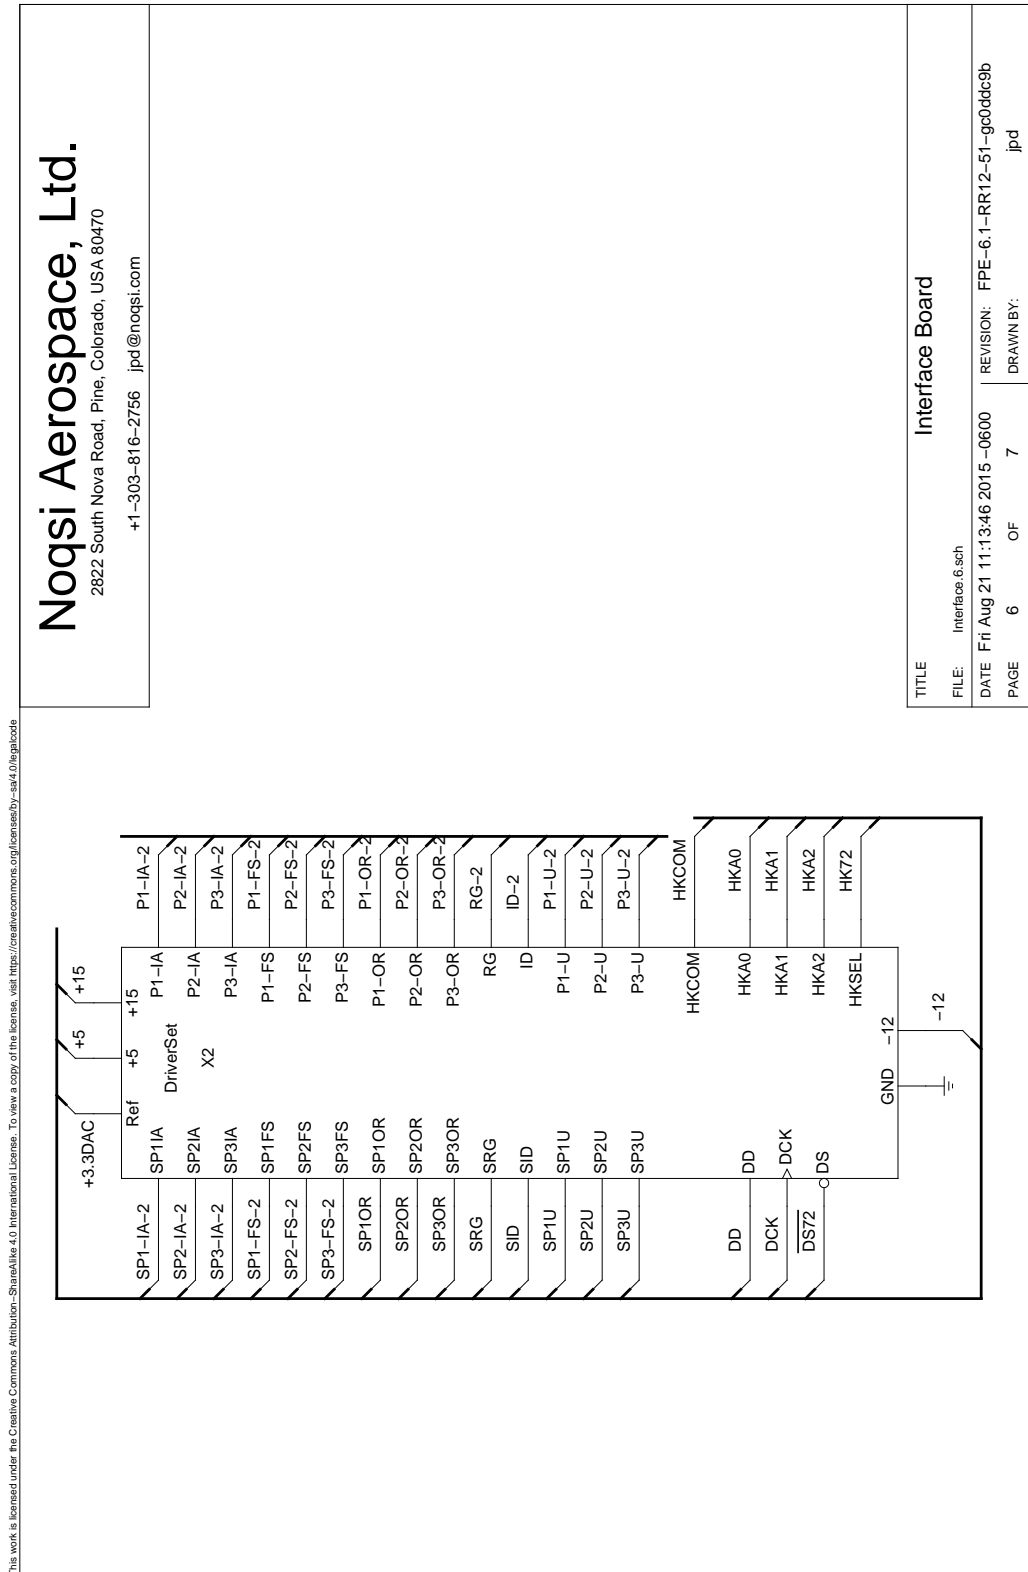 This work is licensed under the Creative Commons Attribution−ShareAlike 4.0 International License. To view a copy of the license, visit https://creativecommons.org/licenses/by−sa/4.0/legalcode
Noqsi Aerospace, Ltd.
2822 South Nova Road, Pine, Colorado, USA 80470
+1−303−816−2756 jpd@noqsi.com
+3.3DAC
+5
+15
Ref
+5
+15
DriverSet
X2
SP1−IA−2 SP1IA P1−IA P1−IA−2
SP2−IA−2 SP2IA P2−IA P2−IA−2
SP3−IA−2 SP3IA P3−IA P3−IA−2
SP1−FS−2 SP1FS P1−FS P1−FS−2
SP2−FS−2 SP2FS P2−FS P2−FS−2
SP3−FS−2 SP3FS P3−FS P3−FS−2
SP1OR SP1OR P1−OR P1−OR−2
SP2OR SP2OR P2−OR P2−OR−2
SP3OR SP3OR P3−OR P3−OR−2
SRG SRG RG RG−2
SID SID ID ID−2
SP1U SP1U P1−U P1−U−2
SP2U SP2U P2−U P2−U−2
SP3U SP3U P3−U P3−U−2
HKCOM HKCOM
DD DD HKA0 HKA0
DCK DCK HKA1 HKA1
DS72 DS HKA2 HKA2
HKSEL HK72
GND
−12
−12
TITLE
Interface Board
FILE: Interface.6.sch
REVISION: FPE−6.1−RR12−51−gc0ddc9b
DATE Fri Aug 21 11:13:46 2015 −0600
PAGE 6 OF 7
DRAWN BY: jpd